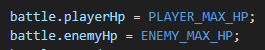 battle.playerHp = PLAYER_MAX_HP;
battle.enemyHp = ENEMY_MAX_HP;